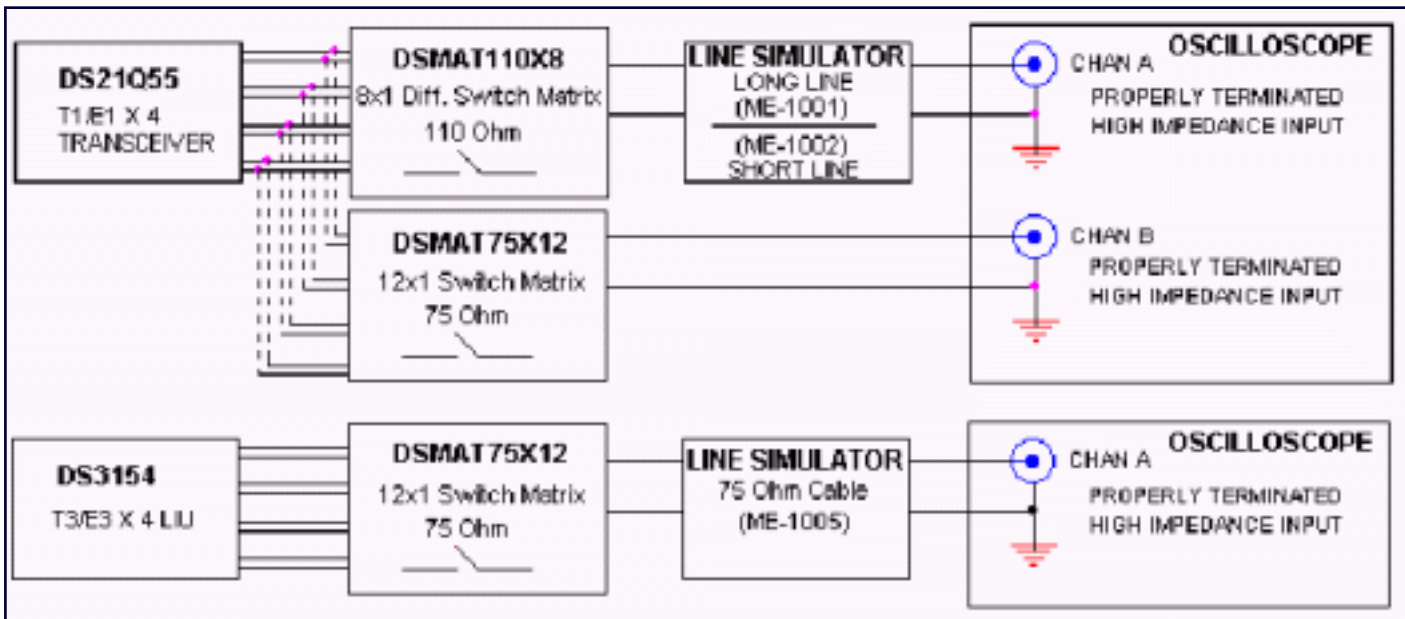 DS21Q55
T1/E1 X 4
TRANSCEIVER
DSMAT110X8
8x1 Diff. Switch Matrix
110 Ohm
LINE SIMULATOR
LONG LINE
(ME-1001)
(ME-1002)
SHORT LINE
OSCILLOSCOPE
CHAN A
PROPERLY TERMINATED
HIGH IMPEDANCE INPUT
DSMAT75X12
12x1 Switch Matrix
75 Ohm
CHAN B
PROPERLY TERMINATED
HIGH IMPEDANCE INPUT
DS3154
T3/E3 X 4 LIU
DSMAT75X12
12x1 Switch Matrix
75 Ohm
LINE SIMULATOR
75 Ohm Cable
(ME-1005)
OSCILLOSCOPE
CHAN A
PROPERLY TERMINATED
HIGH IMPEDANCE INPUT